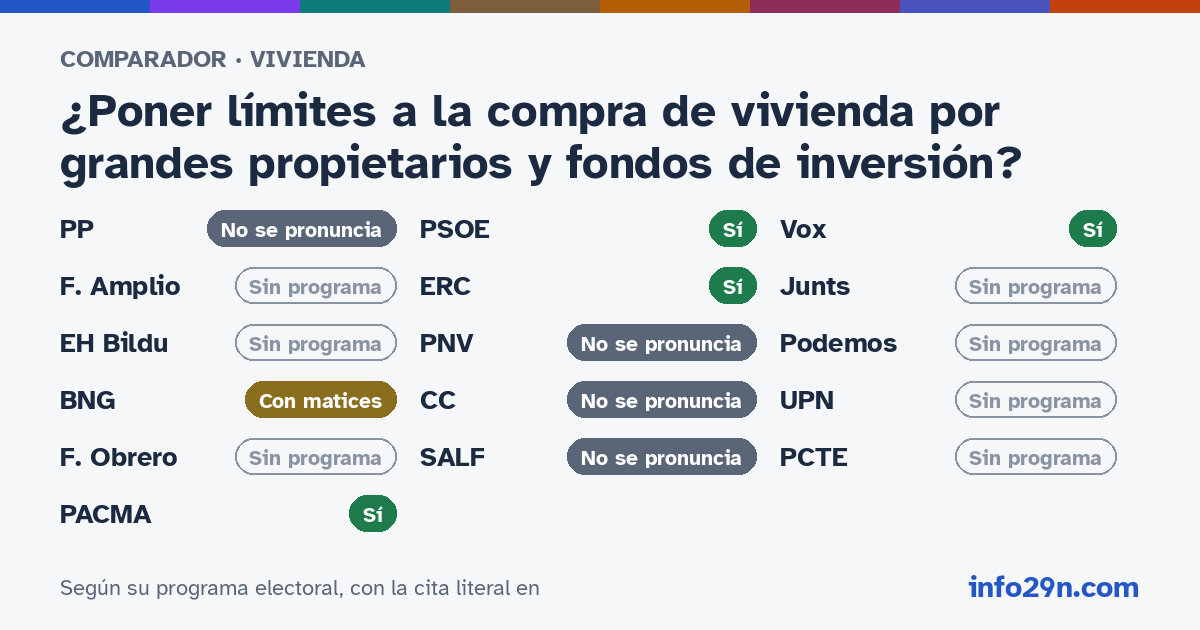 COMPARADOR · VIVIENDA
¿Poner límites a la compra de vivienda por
grandes propietarios y fondos de inversión?
PP No se pronuncia PSOE Sí Vox Sí
F. Amplio Sin programa ERC Sí Junts Sin programa
EH Bildu Sin programa PNV No se pronuncia Podemos Sin programa
BNG Con matices CC No se pronuncia UPN Sin programa
F. Obrero Sin programa SALF No se pronuncia PCTE Sin programa
PACMA Sí
Según su programa electoral, con la cita literal en info29n.com